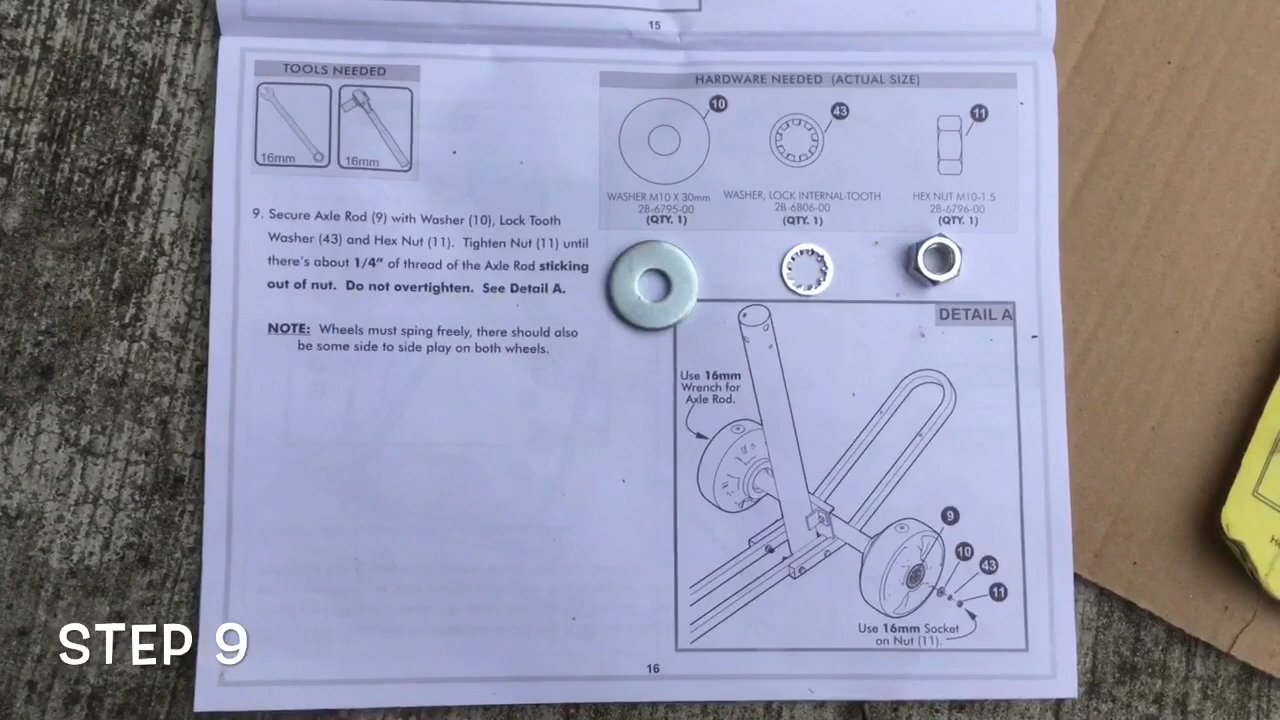 15
TOOLS NEEDED
16mm
16mm
HARDWARE NEEDED (ACTUAL SIZE)
10
43
11
WASHER M10 X 30mm
2B-6795-00
(QTY. 1)
WASHER, LOCK INTERNAL-TOOTH
2B-6806-00
(QTY. 1)
HEX NUT M10-1.5
2B-6796-00
(QTY. 1)
9. Secure Axle Rod (9) with Washer (10), Lock Tooth
Washer (43) and Hex Nut (11). Tighten Nut (11) until
there's about 1/4" of thread of the Axle Rod sticking
out of nut. Do not overtighten. See Detail A.
NOTE: Wheels must sping freely, there should also
be some side to side play on both wheels.
DETAIL A
Use 16mm
Wrench for
Axle Rod.
9
10
43
11
Use 16mm Socket
on Nut (11).
16
STEP 9